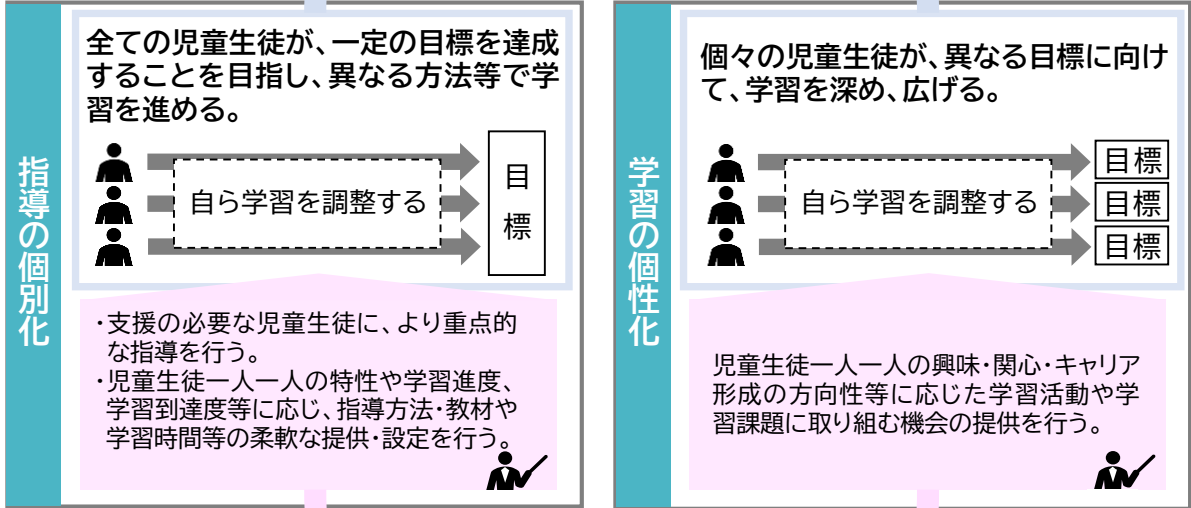 指導の個別化
全ての児童生徒が、一定の目標を達成
することを目指し、異なる方法等で学
習を進める。
自ら学習を調整する
目標
・支援の必要な児童生徒に、より重点的
な指導を行う。
・児童生徒一人一人の特性や学習進度、
学習到達度等に応じ、指導方法・教材や
学習時間等の柔軟な提供・設定を行う。
学習の個性化
個々の児童生徒が、異なる目標に向け
て、学習を深め、広げる。
自ら学習を調整する
目標
目標
目標
児童生徒一人一人の興味・関心・キャリア
形成の方向性等に応じた学習活動や学
習課題に取り組む機会の提供を行う。